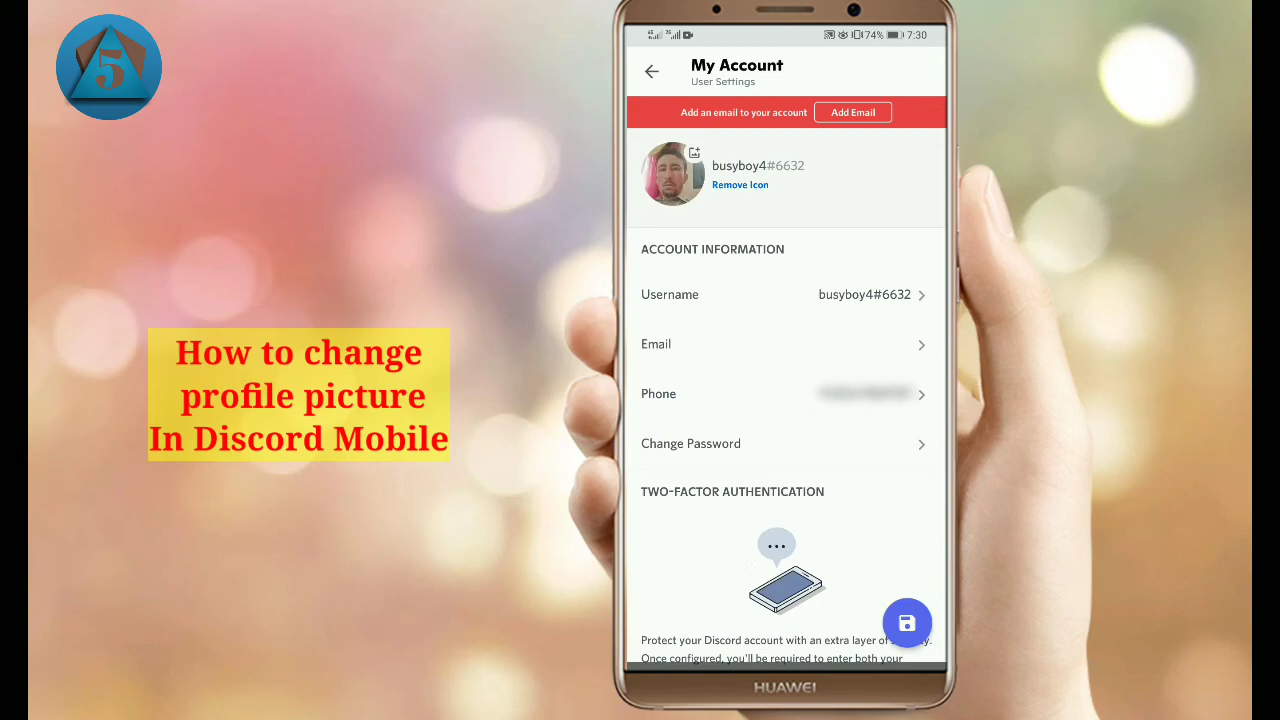 5
74% 7:30
My Account
User Settings
Add an email to your account Add Email
busyboy4#6632
Remove Icon
ACCOUNT INFORMATION
Username busyboy4#6632
Email
Phone
Change Password
TWO-FACTOR AUTHENTICATION
Protect your Discord account with an extra layer of
Once configured, you'll be required to enter both your
HUAWEI
How to change
profile picture
In Discord Mobile